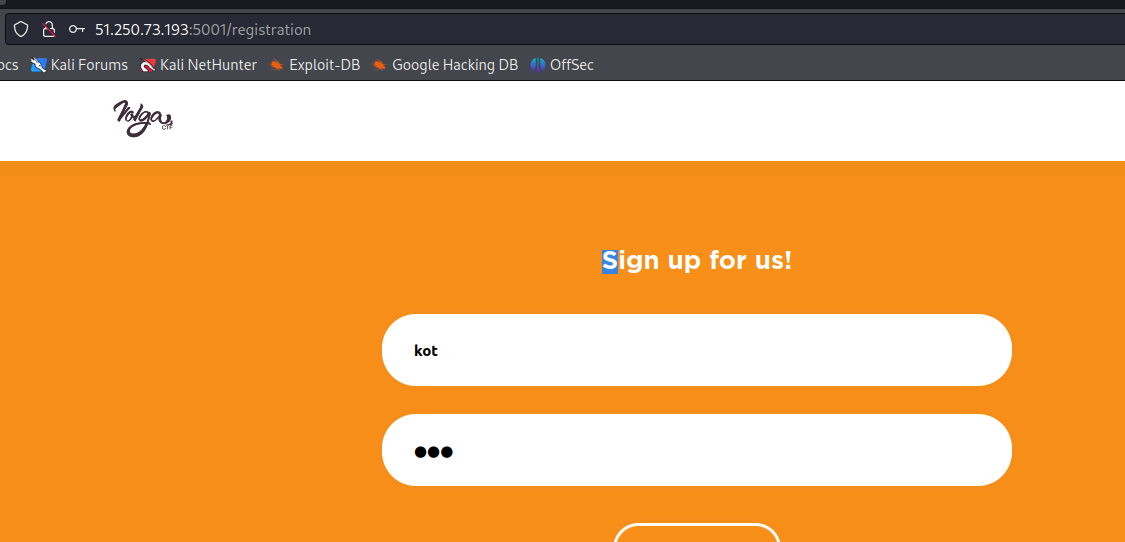 51.250.73.193:5001/registration
ocs Kali Forums Kali NetHunter Exploit-DB Google Hacking DB OffSec
Volga
CTF
Sign up for us!
kot
●●●